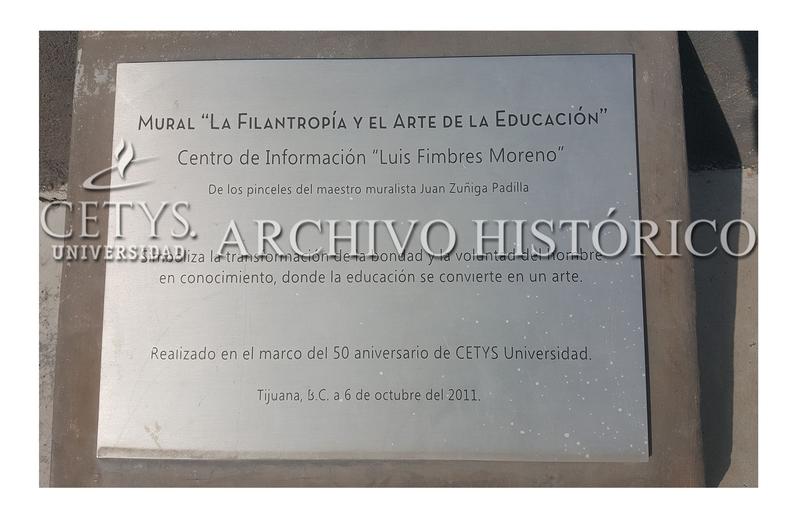 MURAL “LA FILANTROPÍA Y EL ARTE DE LA EDUCACIÓN”
Centro de Información “Luis Fimbres Moreno”
De los pinceles del maestro muralista Juan Zuñiga Padilla
CETYS
UNIVERSIDAD
ARCHIVO HISTÓRICO
Simboliza la transformación de la bondad y la voluntad del hombre
en conocimiento, donde la educación se convierte en un arte.
Realizado en el marco del 50 aniversario de CETYS Universidad.
Tijuana, B.C. a 6 de octubre del 2011.